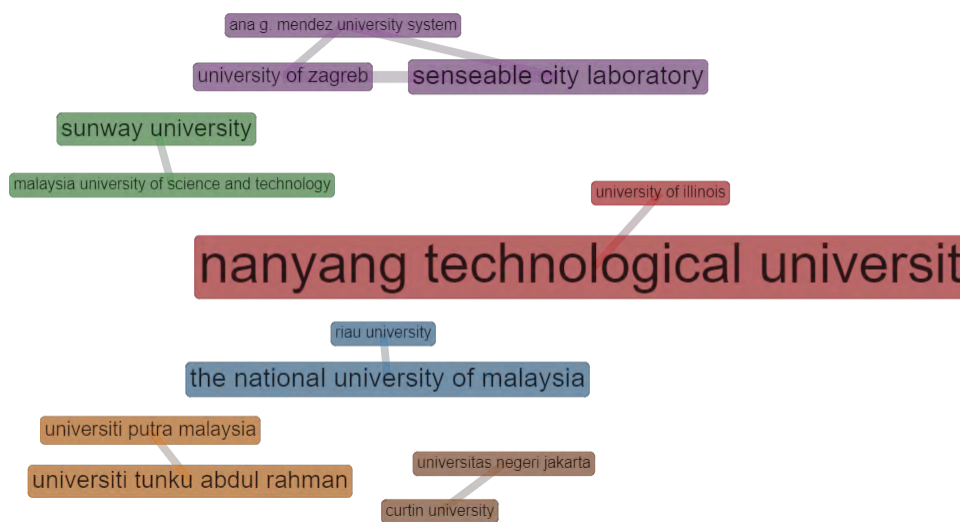 ana g. mendez university system
university of zagreb
senseable city laboratory
sunway university
malaysia university of science and technology
university of illinois
nanyang technological universit
riau university
the national university of malaysia
universiti putra malaysia
universiti tunku abdul rahman
universitas negeri jakarta
curtin university